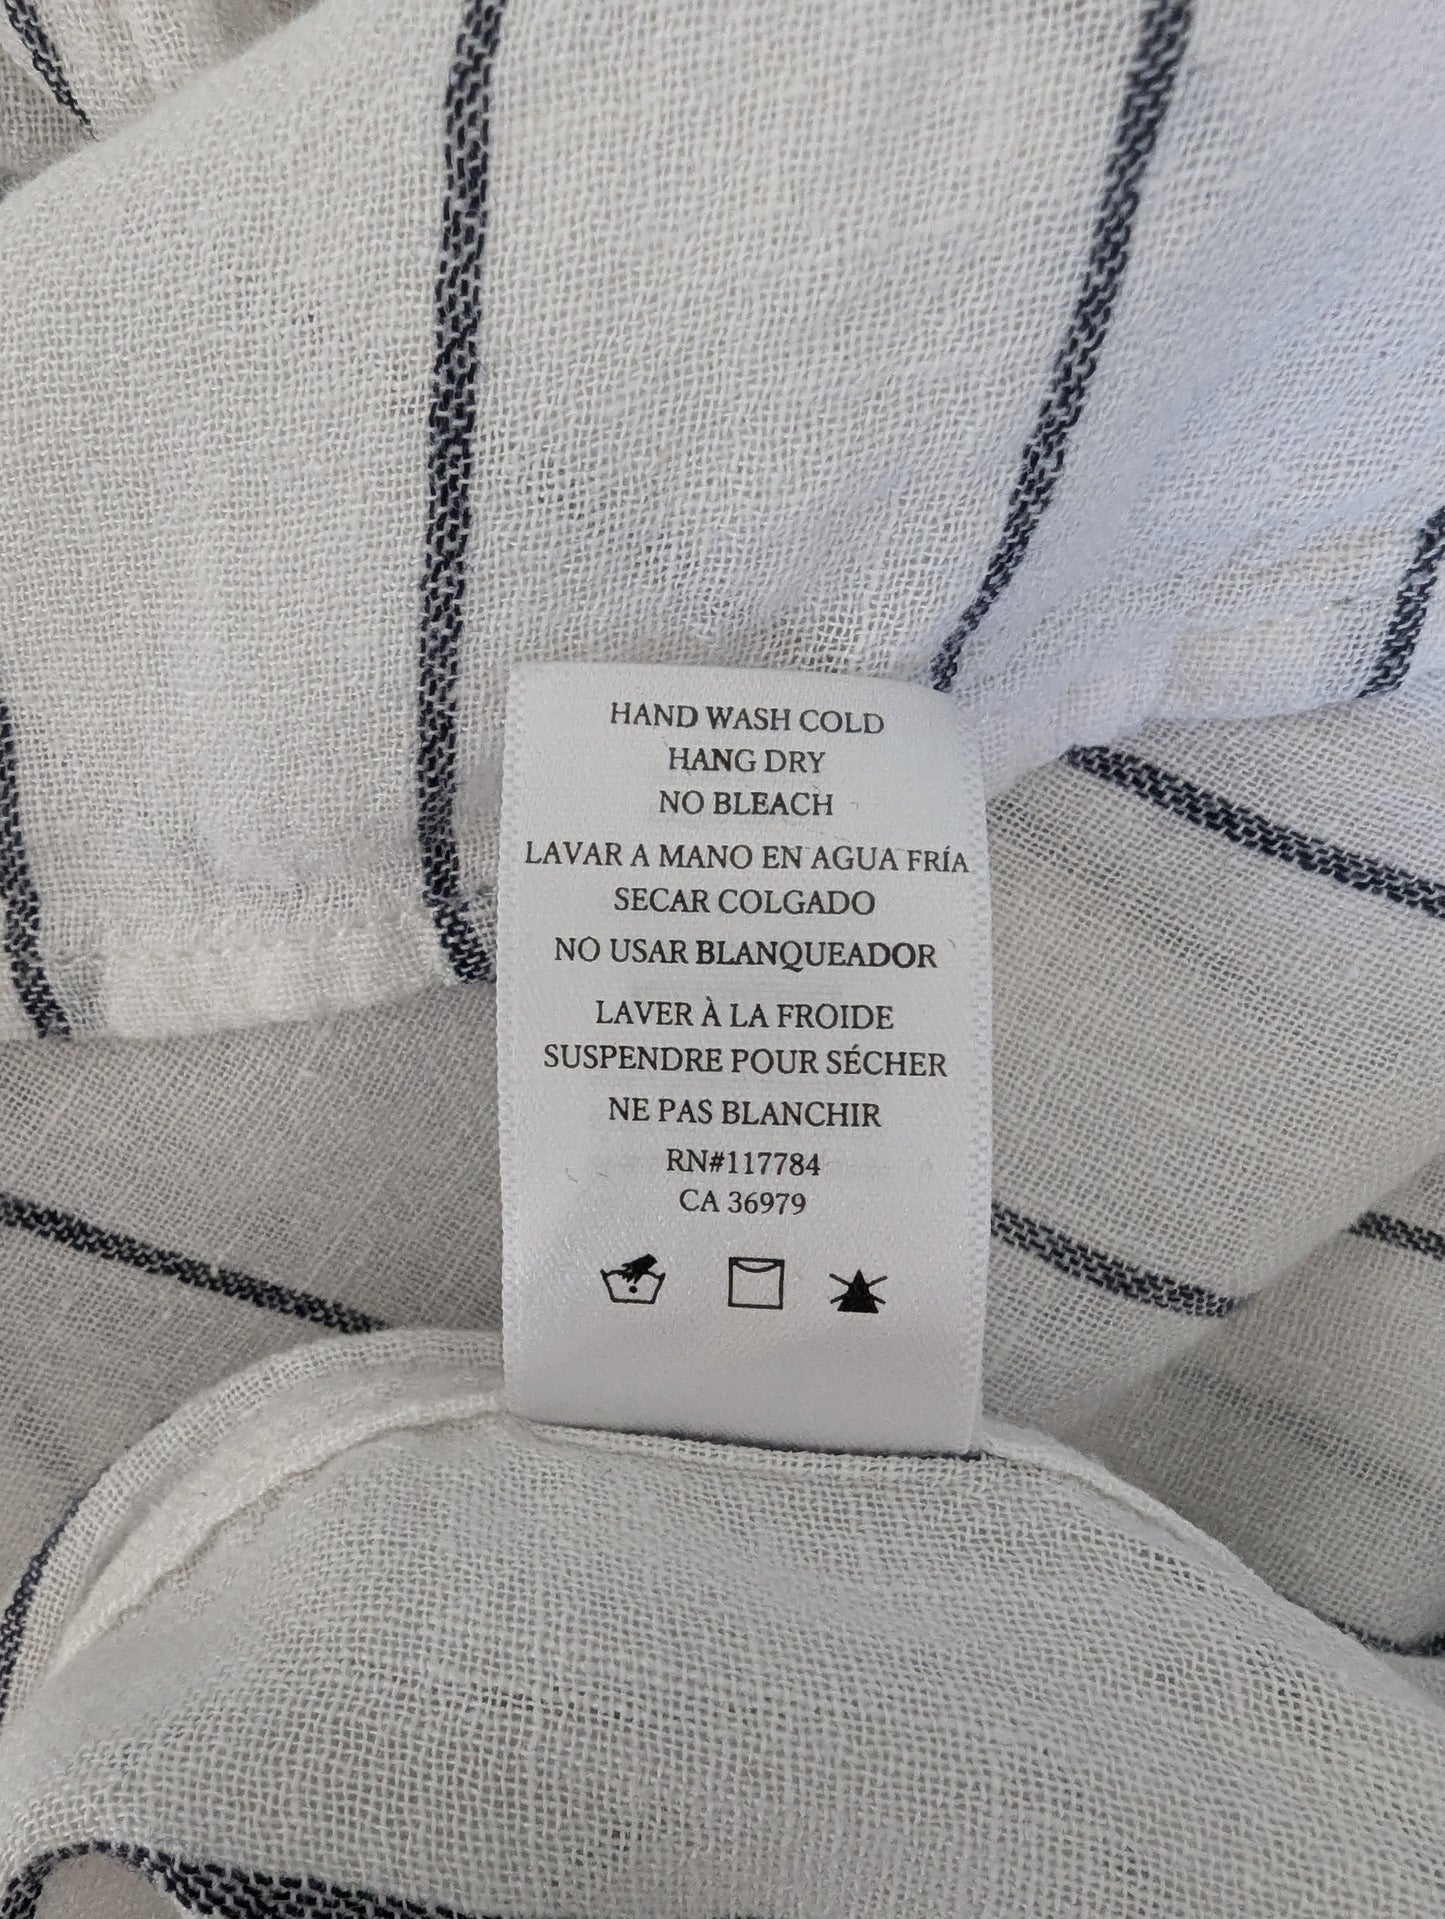 HAND WASH COLD
HANG DRY
NO BLEACH
LAVAR A MANO EN AGUA FRÍA
SECAR COLGADO
NO USAR BLANQUEADOR
LAVER À LA FROIDE
SUSPENDRE POUR SÉCHER
NE PAS BLANCHIR
RN#117784
CA 36979